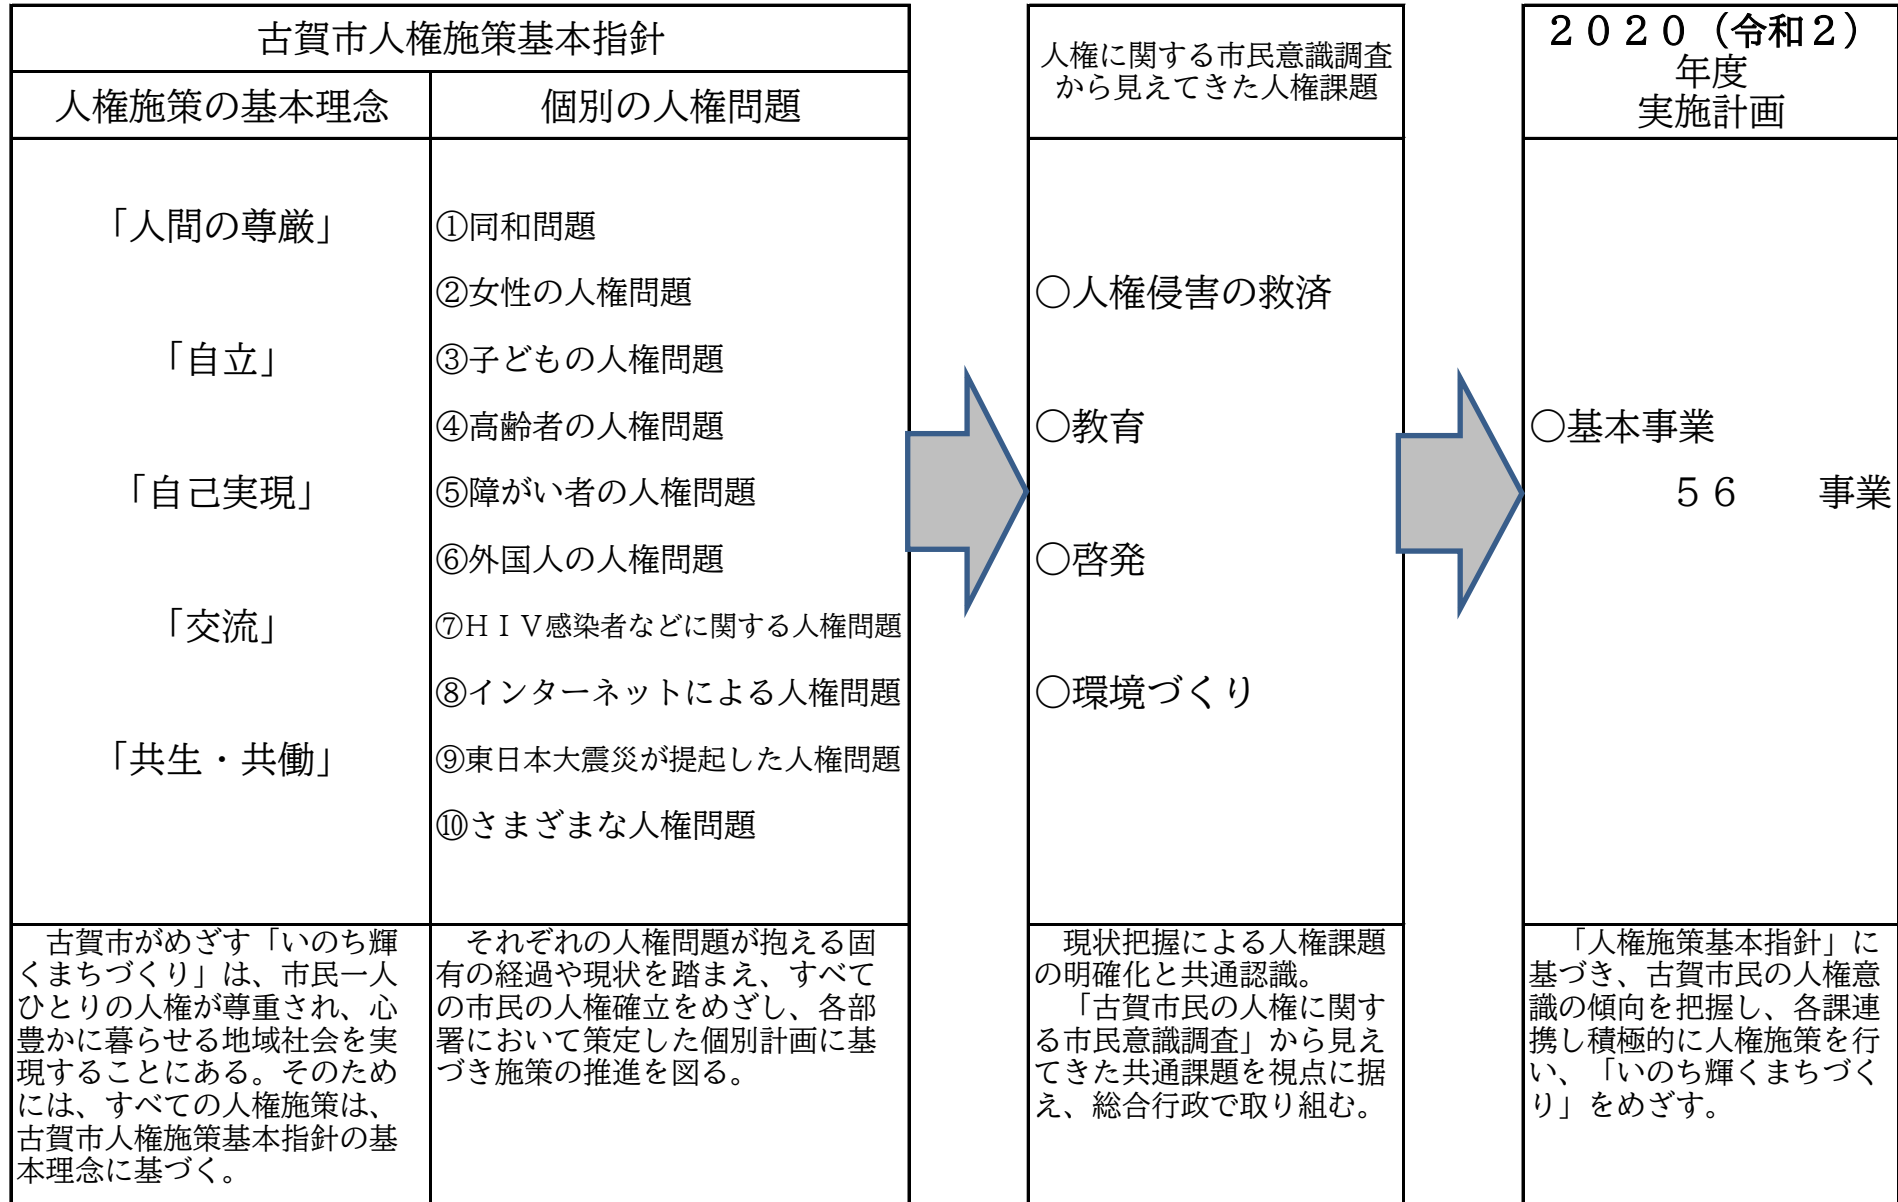 古賀市人権施策基本指針
人権施策の基本理念
個別の人権問題
「人間の尊厳」
「自立」
「自己実現」
「交流」
「共生・共働」
①同和問題
②女性の人権問題
③子どもの人権問題
④高齢者の人権問題
⑤障がい者の人権問題
⑥外国人の人権問題
⑦ＨＩＶ感染者などに関する人権問題
⑧インターネットによる人権問題
⑨東日本大震災が提起した人権問題
⑩さまざまな人権問題
古賀市がめざす「いのち輝
くまちづくり」は、市民一人
ひとりの人権が尊重され、心
豊かに暮らせる地域社会を実
現することにある。そのため
には、すべての人権施策は、
古賀市人権施策基本指針の基
本理念に基づく。
それぞれの人権問題が抱える固
有の経過や現状を踏まえ、すべて
の市民の人権確立をめざし、各部
署において策定した個別計画に基
づき施策の推進を図る。
人権に関する市民意識調査
から見えてきた人権課題
○人権侵害の救済
○教育
○啓発
○環境づくり
現状把握による人権課題
の明確化と共通認識。
「古賀市民の人権に関す
る市民意識調査」から見え
てきた共通課題を視点に据
え、総合行政で取り組む。
２０２０（令和２）
年度
実施計画
○基本事業
５６　　事業
「人権施策基本指針」に
基づき、古賀市民の人権意
識の傾向を把握し、各課連
携し積極的に人権施策を行
い、「いのち輝くまちづく
り」をめざす。